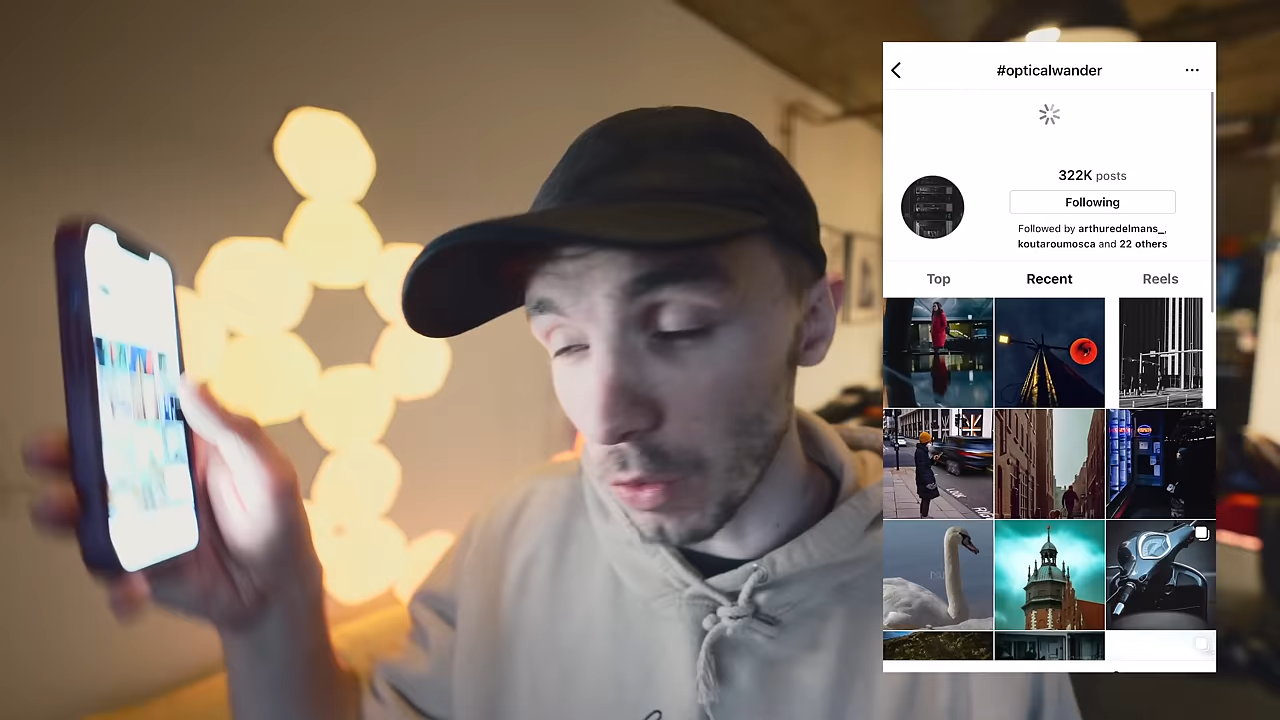 #opticalwander
322K posts
Following
Followed by arthuredelmans_,
koutaroumosca and 22 others
Top
Recent
Reels